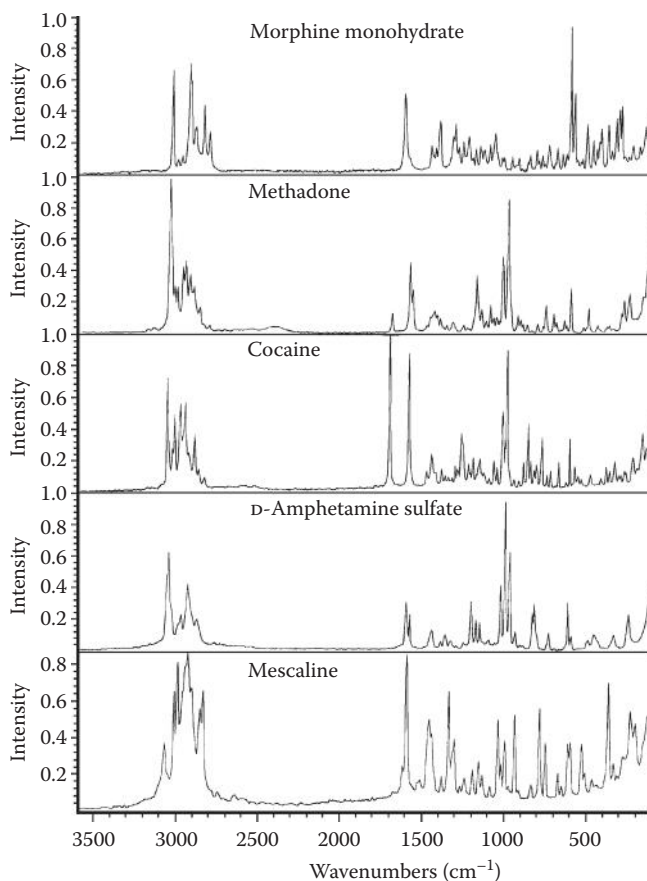 1.0
Morphine monohydrate
0.8
0.6
0.4
0.2
Intensity
1.0
Methadone
0.8
0.6
0.4
0.2
Intensity
1.0
Cocaine
0.8
0.6
0.4
0.2
Intensity
1.0
D-Amphetamine sulfate
0.8
0.6
0.4
0.2
Intensity
Mescaline
0.8
0.6
0.4
0.2
Intensity
3500 3000 2500 2000 1500 1000 500
Wavenumbers (cm⁻¹)